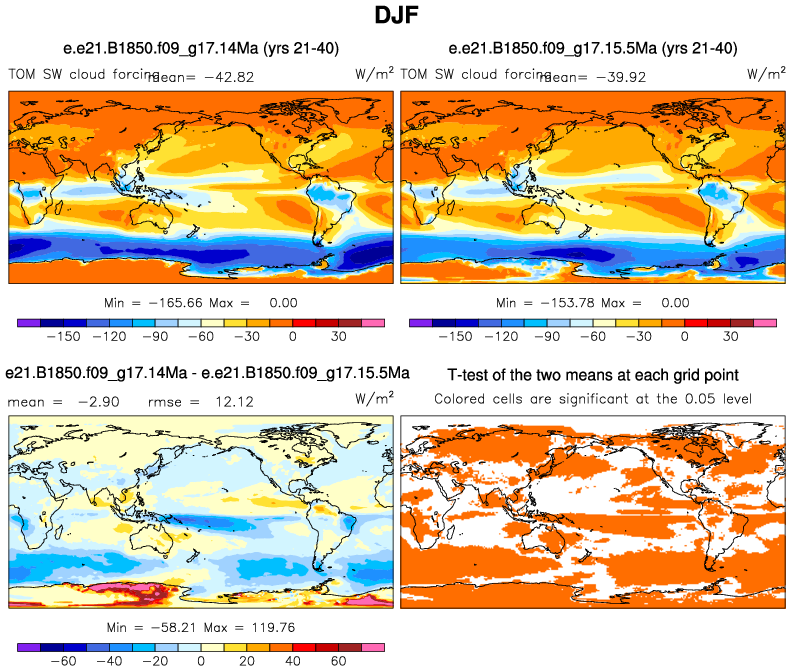 DJF
e.e21.B1850.f09_g17.14Ma (yrs 21-40)
e.e21.B1850.f09_g17.15.5Ma (yrs 21-40)
TOM SW cloud forcing mean= −42.82 W/m²
TOM SW cloud forcing mean= −39.92 W/m²
Min = −165.66 Max = 0.00
Min = −153.78 Max = 0.00
−150 −120 −90 −60 −30 0 30
−150 −120 −90 −60 −30 0 30
e21.B1850.f09_g17.14Ma - e.e21.B1850.f09_g17.15.5Ma
T-test of the two means at each grid point
mean = −2.90 rmse = 12.12 W/m²
Colored cells are significant at the 0.05 level
Min = −58.21 Max = 119.76
−60 −40 −20 0 20 40 60